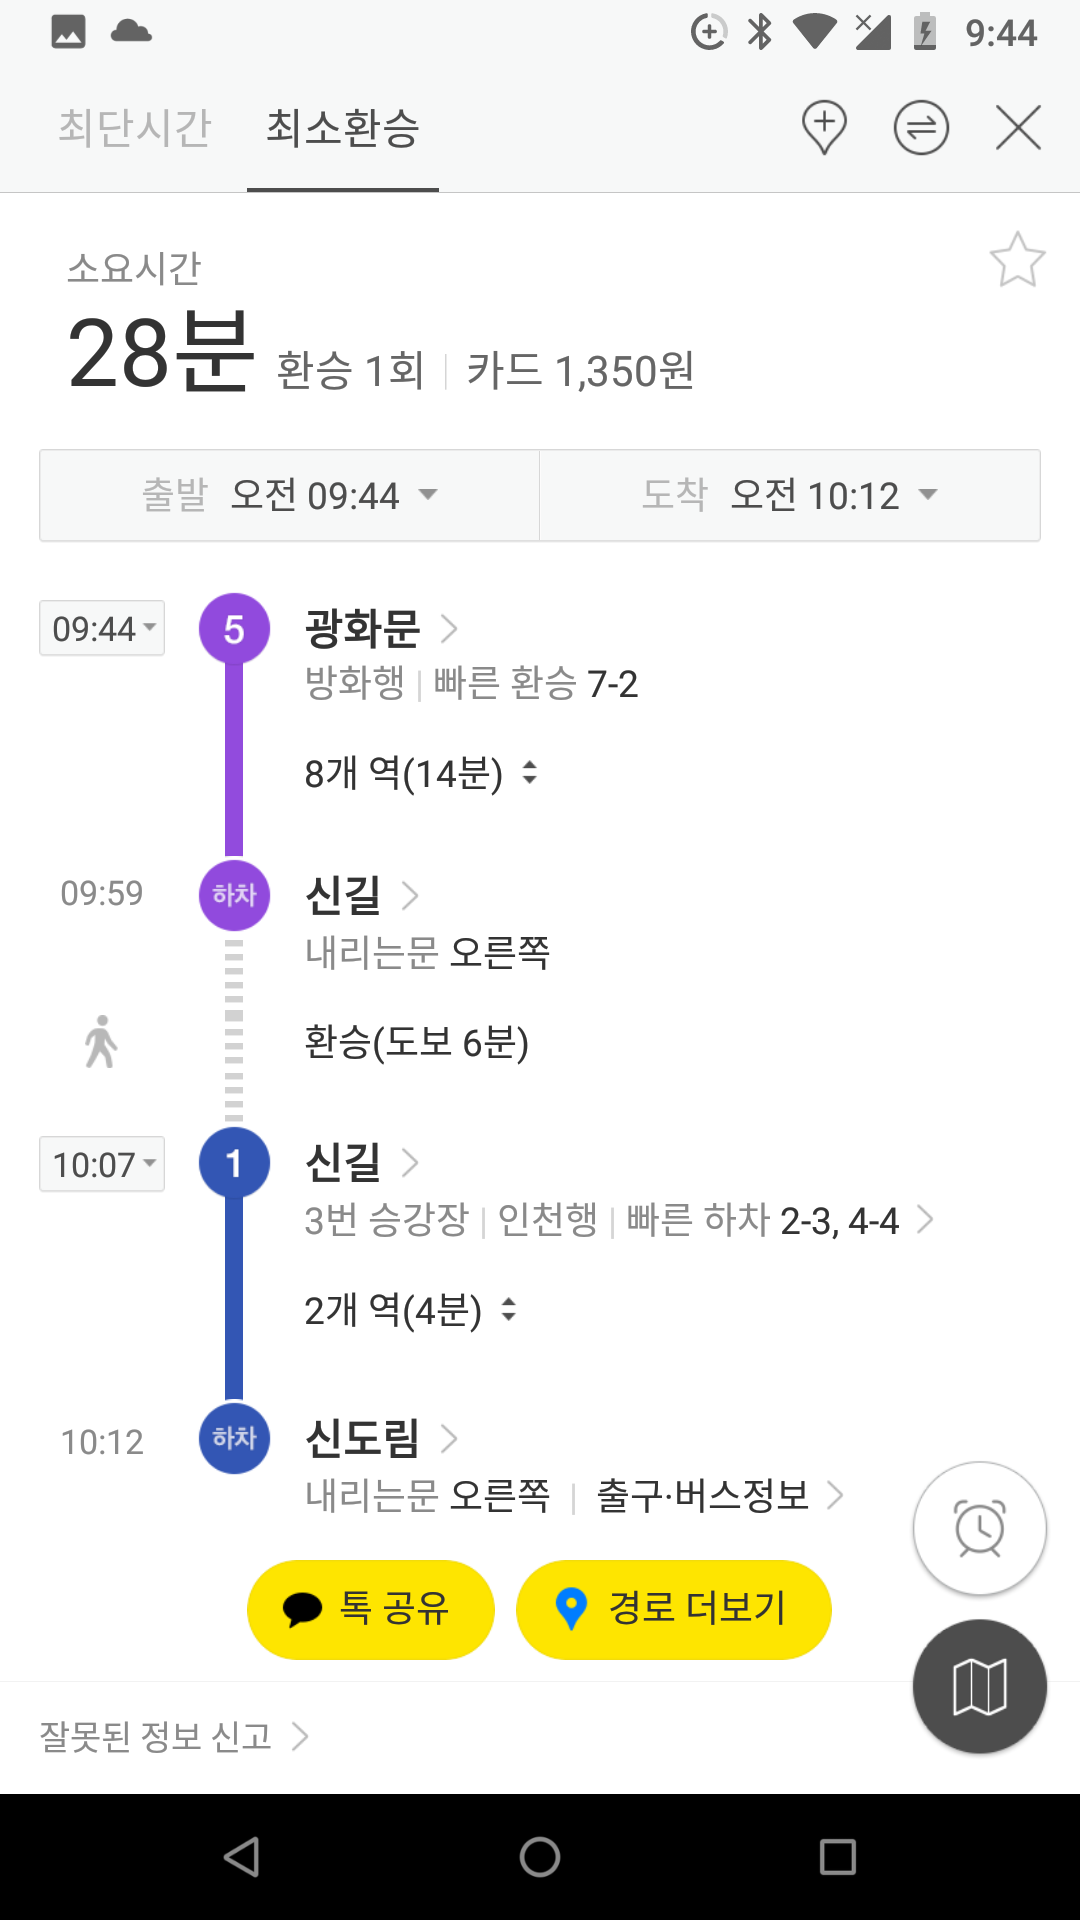 9:44
최단시간 최소환승
소요시간
28분 환승 1회 카드 1,350원
출발 오전 09:44 도착 오전 10:12
09:44 5 광화문
방화행 | 빠른 환승 7-2
8개 역(14분)
09:59 하차 신길
내리는문 오른쪽
환승(도보 6분)
10:07 1 신길
3번 승강장 | 인천행 | 빠른 하차 2-3, 4-4
2개 역(4분)
10:12 하차 신도림
내리는문 오른쪽 | 출구·버스정보
톡 공유 경로 더보기
잘못된 정보 신고